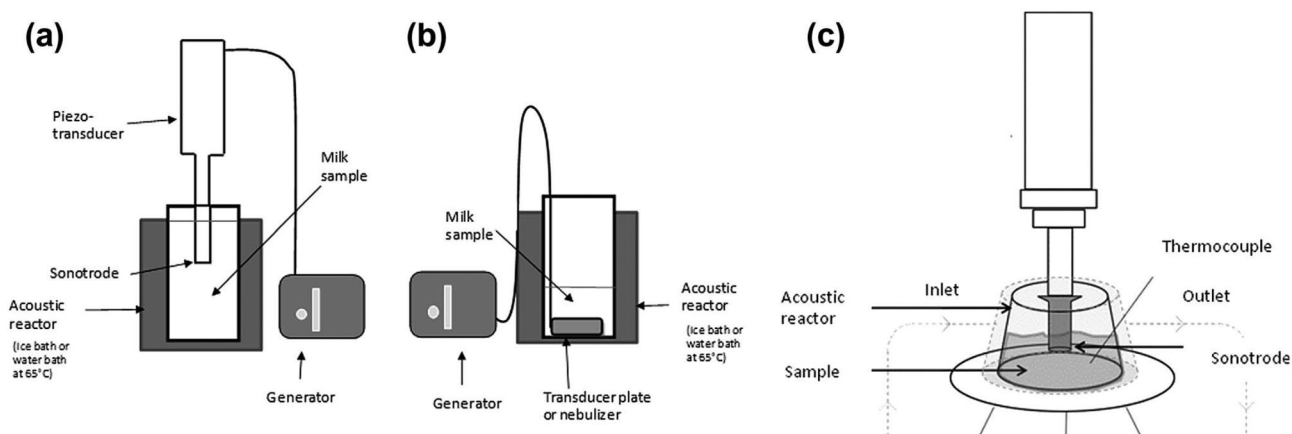 (a)
Piezo-
transducer
Milk
sample
Sonotrode
Acoustic
reactor
(Ice bath or
water bath
at 65°C)
Generator
(b)
Milk
sample
Acoustic
reactor
(Ice bath or
water bath
at 65°C)
Generator
Transducer plate
or nebulizer
(c)
Thermocouple
Acoustic
reactor
Inlet
Outlet
Sample
Sonotrode